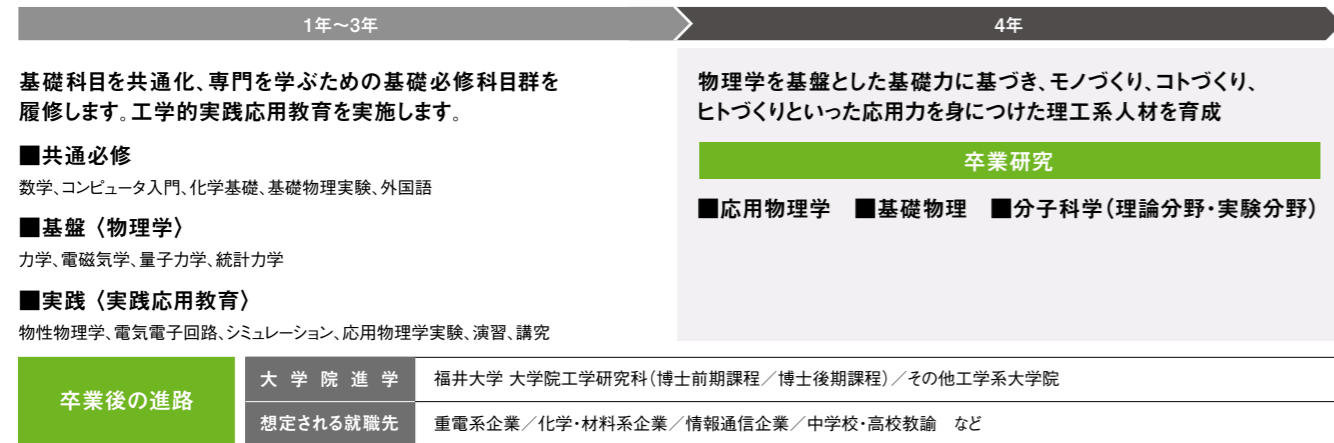 1年～3年
4年
基礎科目を共通化、専門を学ぶための基礎必修科目群を
履修します。工学的実践応用教育を実施します。
■共通必修
数学、コンピュータ入門、化学基礎、基礎物理実験、外国語
■基盤〈物理学〉
力学、電磁気学、量子力学、統計力学
■実践〈実践応用教育〉
物性物理学、電気電子回路、シミュレーション、応用物理学実験、演習、講究
物理学を基盤とした基礎力に基づき、モノづくり、コトづくり、
ヒトづくりといった応用力を身につけた理工系人材を育成
卒業研究
■応用物理学 ■基礎物理 ■分子科学（理論分野・実験分野）
卒業後の進路
大学院進学
福井大学 大学院工学研究科（博士前期課程／博士後期課程）／その他工学系大学院
想定される就職先
重電系企業／化学・材料系企業／情報通信企業／中学校・高校教諭 など